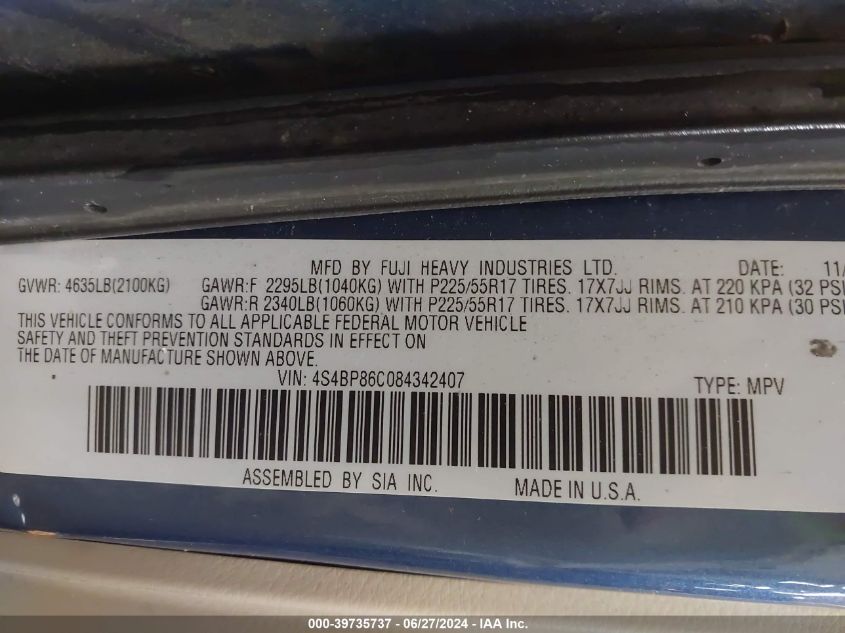 MFD BY FUJI HEAVY INDUSTRIES LTD. DATE: 11/
GVWR: 4635LB(2100KG) GAWR:F 2295LB(1040KG) WITH P225/55R17 TIRES. 17X7JJ RIMS. AT 220 KPA (32 PSI
GAWR:R 2340LB(1060KG) WITH P225/55R17 TIRES. 17X7JJ RIMS. AT 210 KPA (30 PSI
THIS VEHICLE CONFORMS TO ALL APPLICABLE FEDERAL MOTOR VEHICLE
SAFETY AND THEFT PREVENTION STANDARDS IN EFFECT ON
THE DATE OF MANUFACTURE SHOWN ABOVE.
VIN: 4S4BP86C084342407 TYPE: MPV
ASSEMBLED BY SIA INC. MADE IN U.S.A.
000-39735737 - 06/27/2024 - IAA Inc.